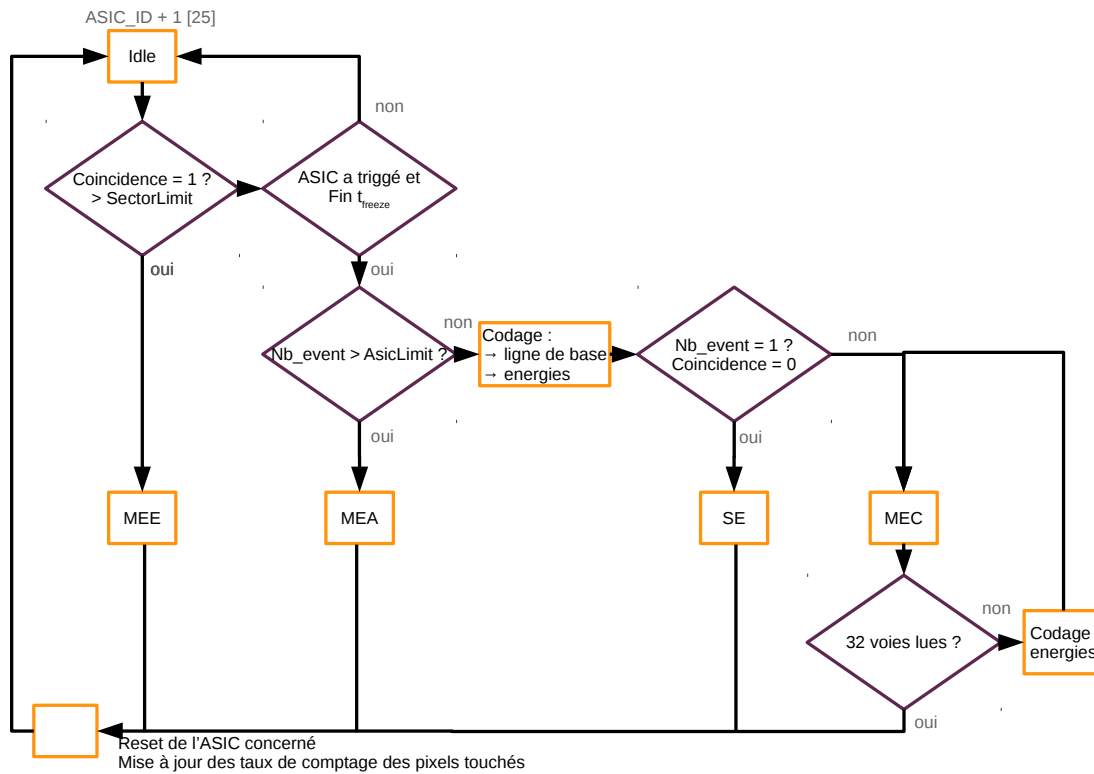 ASIC_ID + 1 [25]
Idle
non
Coincidence = 1 ?
> SectorLimit
ASIC a triggé et
Fin t_freeze
oui
oui
Nb_event > AsicLimit ?
non
Codage :
→ ligne de base
→ energies
Nb_event = 1 ?
Coincidence = 0
non
oui
oui
MEE
MEA
SE
MEC
32 voies lues ?
non
Codage
energies
oui
Reset de l'ASIC concerné
Mise à jour des taux de comptage des pixels touchés